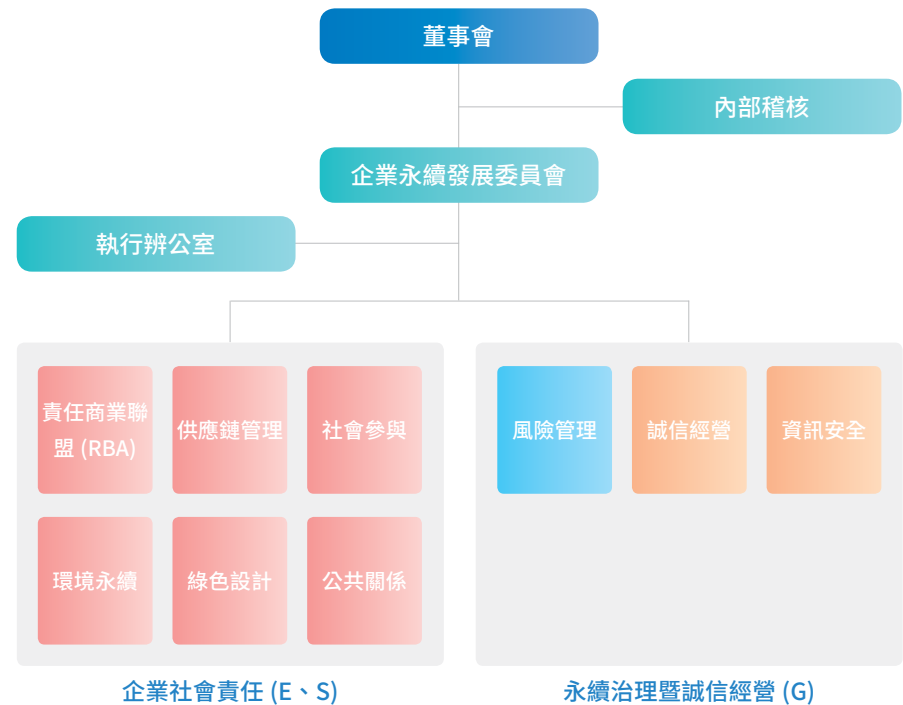 董事會
內部稽核
企業永續發展委員會
執行辨公室
責任商業聯
盟 (RBA)
供應鏈管理
社會參與
環境永續
綠色設計
公共關係
企業社會責任 (E、S)
風險管理
誠信經營
資訊安全
永續治理暨誠信經營 (G)